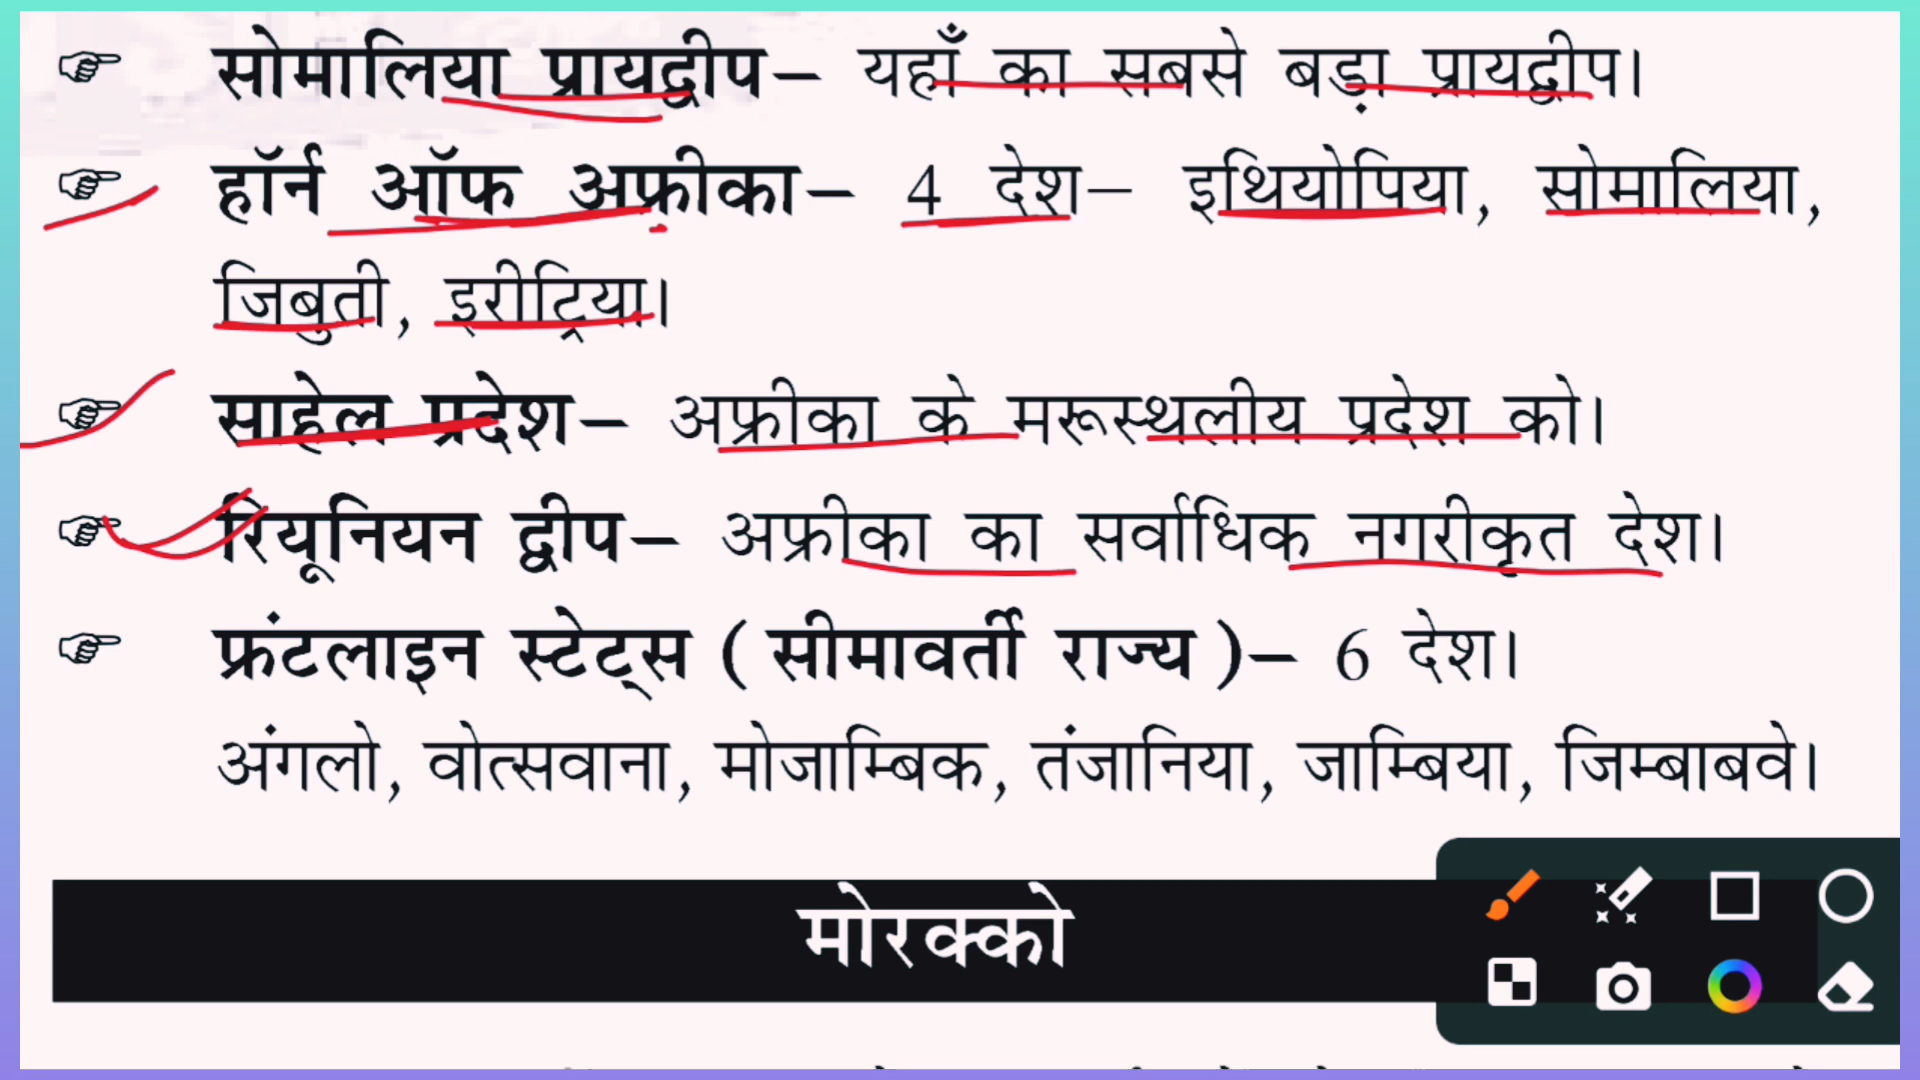 ☞ सोमालिया प्रायद्वीप– यहाँ का सबसे बड़ा प्रायद्वीप।
☞ हॉर्न ऑफ अफ्रीका– 4 देश– इथियोपिया, सोमालिया,
जिबुती, इरीट्रिया।
☞ साहेल प्रदेश– अफ्रीका के मरूस्थलीय प्रदेश को।
☞ रियूनियन द्वीप– अफ्रीका का सर्वाधिक नगरीकृत देश।
☞ फ्रंटलाइन स्टेट्स (सीमावर्ती राज्य)– 6 देश।
अंगलो, वोत्सवाना, मोजाम्बिक, तंजानिया, जाम्बिया, जिम्बाबवे।
मोरक्को